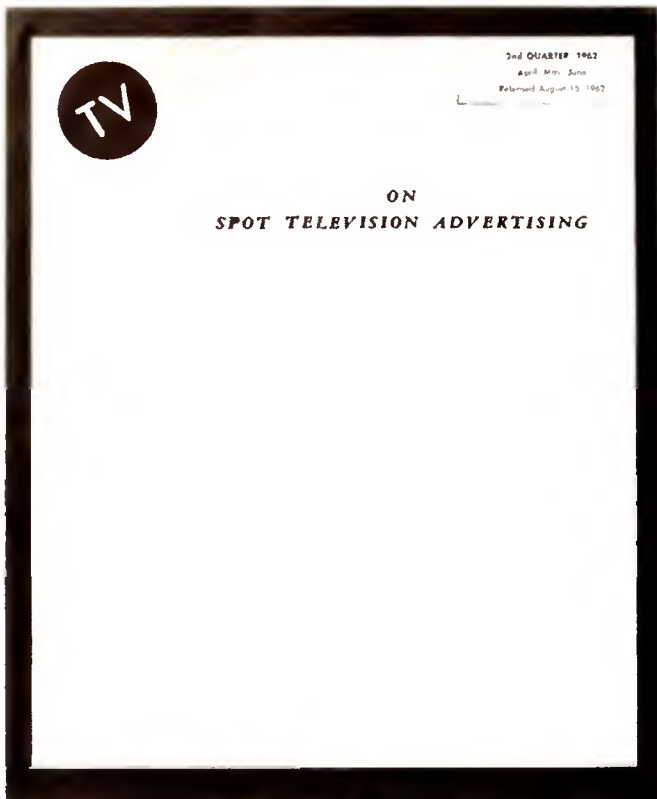 TV
2nd QUARTER 1962
April May June
Released August 15 1962
ON
SPOT TELEVISION ADVERTISING